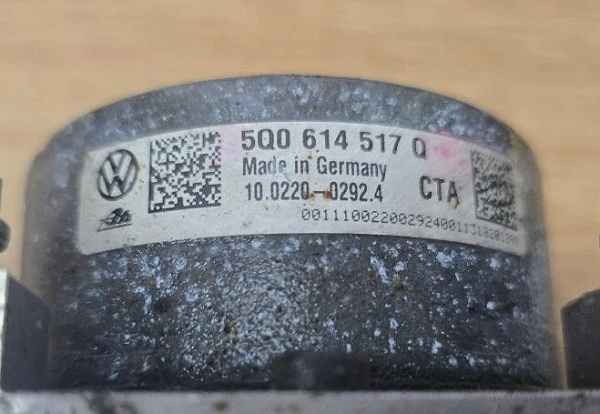 5Q0 614 517 Q
Made in Germany
10.0220-0292.4 CTA